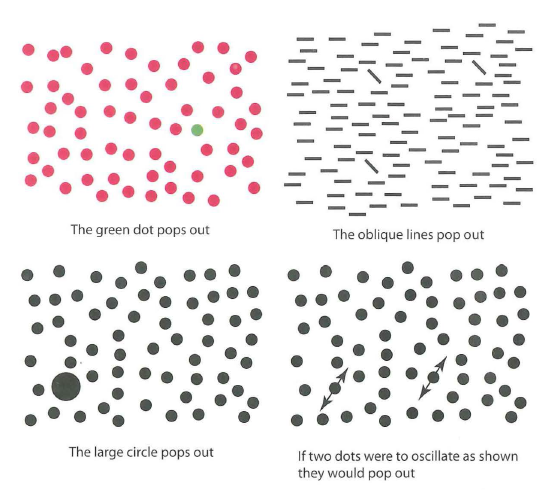 The green dot pops out
The oblique lines pop out
The large circle pops out
If two dots were to oscillate as shown
they would pop out